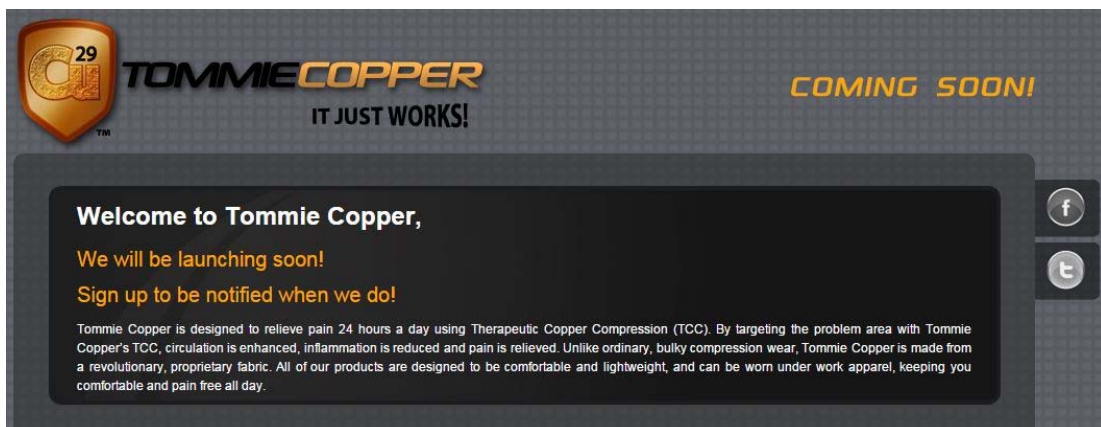 29
Cu
TOMMIECOPPER
IT JUST WORKS!
TM
COMING SOON!
Welcome to Tommie Copper,
We will be launching soon!
Sign up to be notified when we do!
Tommie Copper is designed to relieve pain 24 hours a day using Therapeutic Copper Compression (TCC). By targeting the problem area with Tommie
Copper's TCC, circulation is enhanced, inflammation is reduced and pain is relieved. Unlike ordinary, bulky compression wear, Tommie Copper is made from
a revolutionary, proprietary fabric. All of our products are designed to be comfortable and lightweight, and can be worn under work apparel, keeping you
comfortable and pain free all day.
f
t